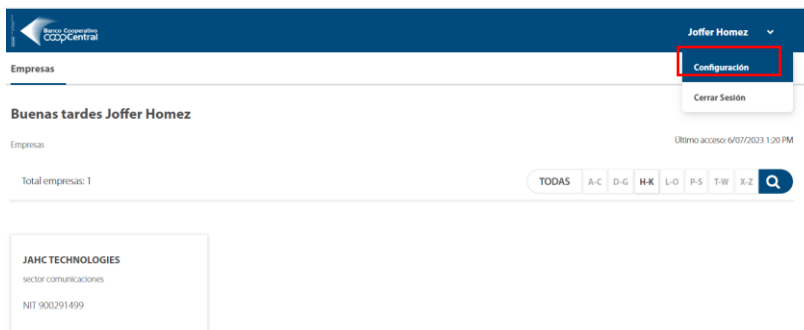 Banco Cooperativo
COOPCentral
Joffer Homez
Empresas
Configuración
Cerrar Sesión
Buenas tardes Joffer Homez
Empresas
Último acceso: 6/07/2023 1:20 PM
Total empresas: 1
TODAS A-C D-G H-K L-O P-S T-W X-Z
JAHC TECHNOLOGIES
sector comunicaciones
NIT 900291499